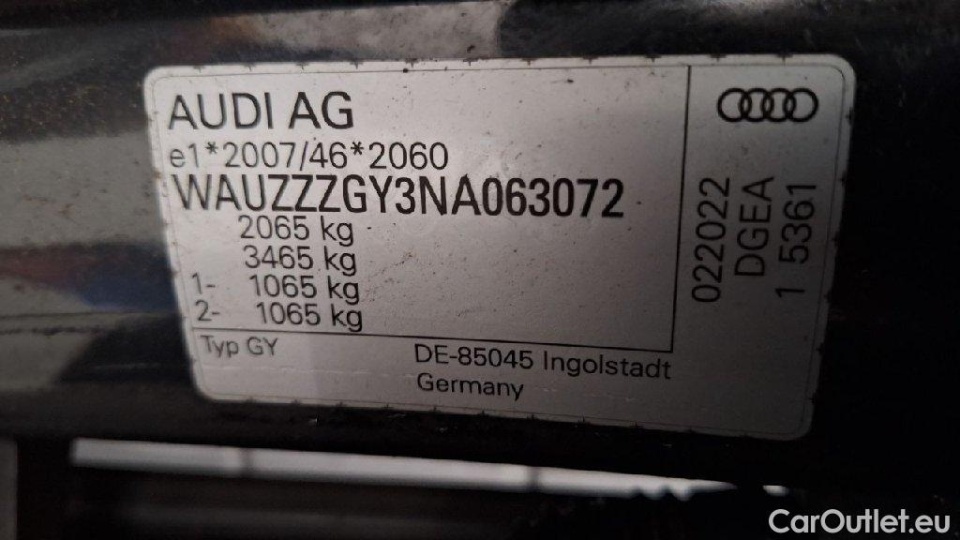 AUDI AG
e1*2007/46*2060
WAUZZZGY3NA063072
2065 kg
3465 kg
1- 1065 kg
2- 1065 kg
Typ GY
DE-85045 Ingolstadt
Germany
022022
DGEA
1 5361
CarOutlet.eu